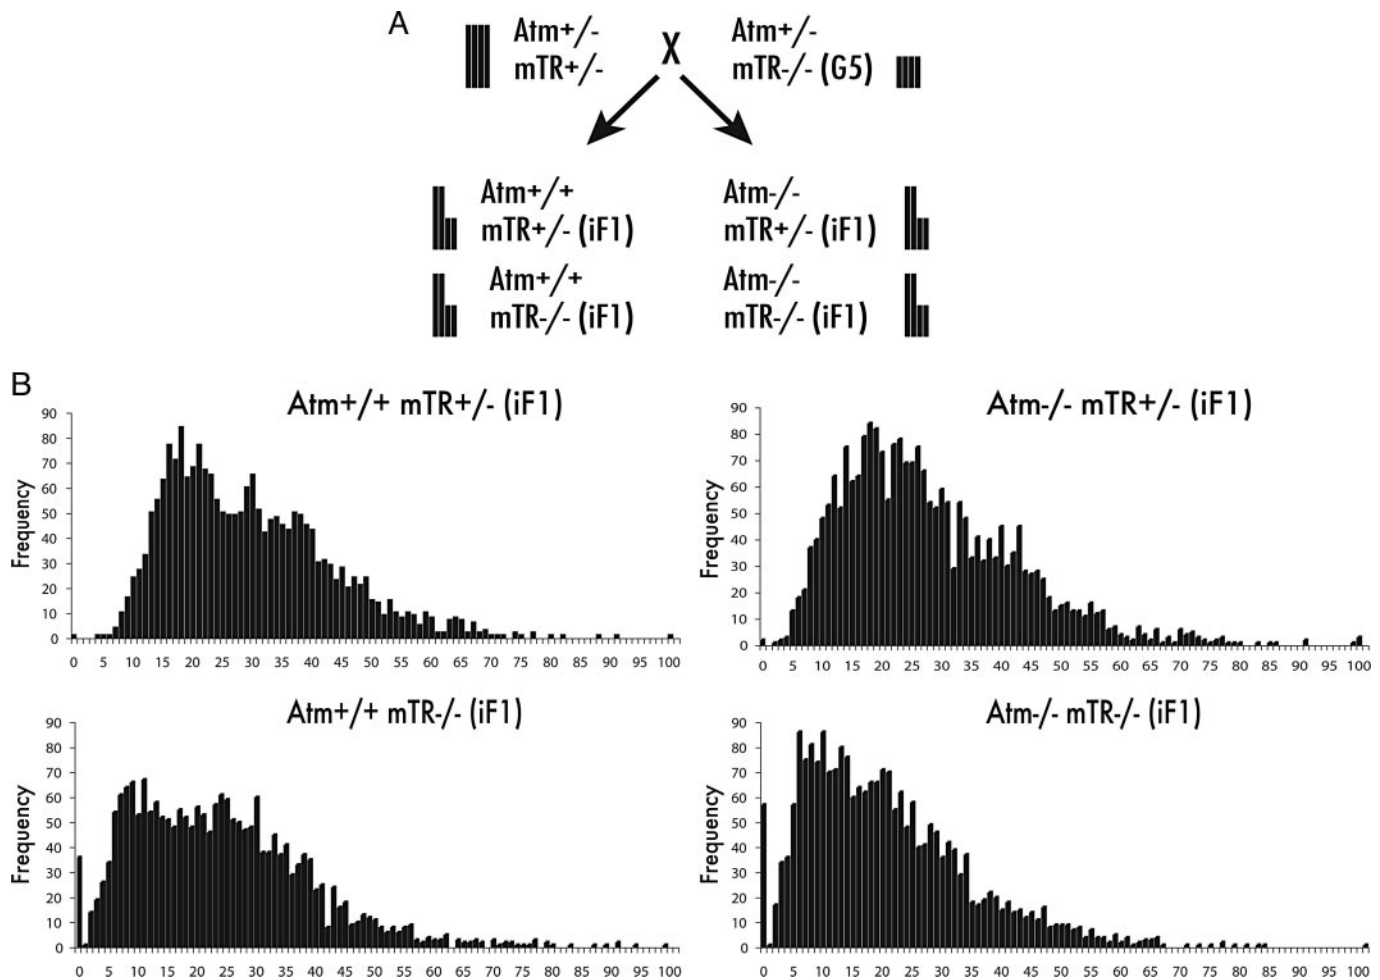 A
Atm+/-
mTR+/-
X
Atm+/-
mTR-/- (G5)
Atm+/+
mTR+/- (iF1)
Atm-/-
mTR+/- (iF1)
Atm+/+
mTR-/- (iF1)
Atm-/-
mTR-/- (iF1)
B
Atm+/+ mTR+/- (iF1)
Frequency
90
80
70
60
50
40
30
20
10
0
0 5 10 15 20 25 30 35 40 45 50 55 60 65 70 75 80 85 90 95 100
Atm-/- mTR+/- (iF1)
Frequency
90
80
70
60
50
40
30
20
10
0
0 5 10 15 20 25 30 35 40 45 50 55 60 65 70 75 80 85 90 95 100
Atm+/+ mTR-/- (iF1)
Frequency
90
80
70
60
50
40
30
20
10
0
0 5 10 15 20 25 30 35 40 45 50 55 60 65 70 75 80 85 90 95 100
Atm-/- mTR-/- (iF1)
Frequency
90
80
70
60
50
40
30
20
10
0
0 5 10 15 20 25 30 35 40 45 50 55 60 65 70 75 80 85 90 95 100